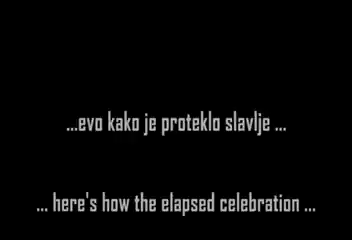 ...evo kako je proteklo slavlje ...
... here's how the elapsed celebration ...